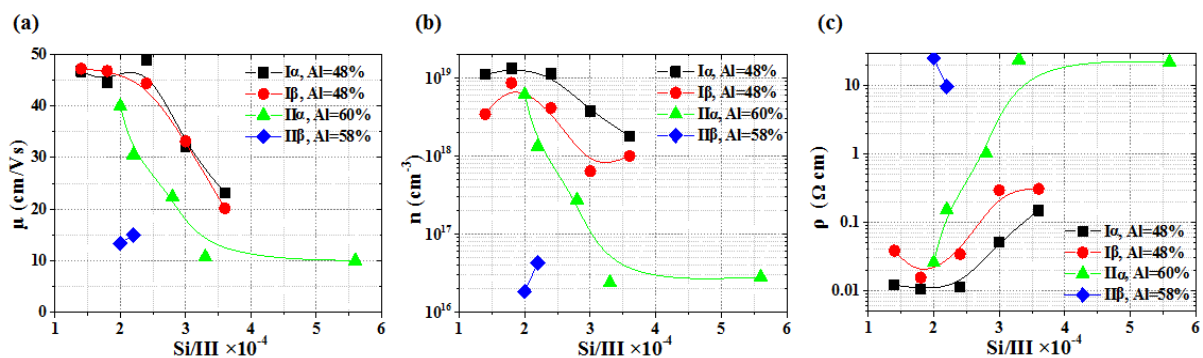 (a)
50
40
30
20
10
0
μ (cm/Vs)
Iα, Al=48%
Iβ, Al=48%
IIα, Al=60%
IIβ, Al=58%
1 2 3 4 5 6
Si/III ×10⁻⁴
(b)
10¹⁹
10¹⁸
10¹⁷
10¹⁶
n (cm⁻³)
Iα, Al=48%
Iβ, Al=48%
IIα, Al=60%
IIβ, Al=58%
1 2 3 4 5 6
Si/III ×10⁻⁴
(c)
10
1
0.1
0.01
ρ (Ω cm)
Iα, Al=48%
Iβ, Al=48%
IIα, Al=60%
IIβ, Al=58%
1 2 3 4 5 6
Si/III ×10⁻⁴